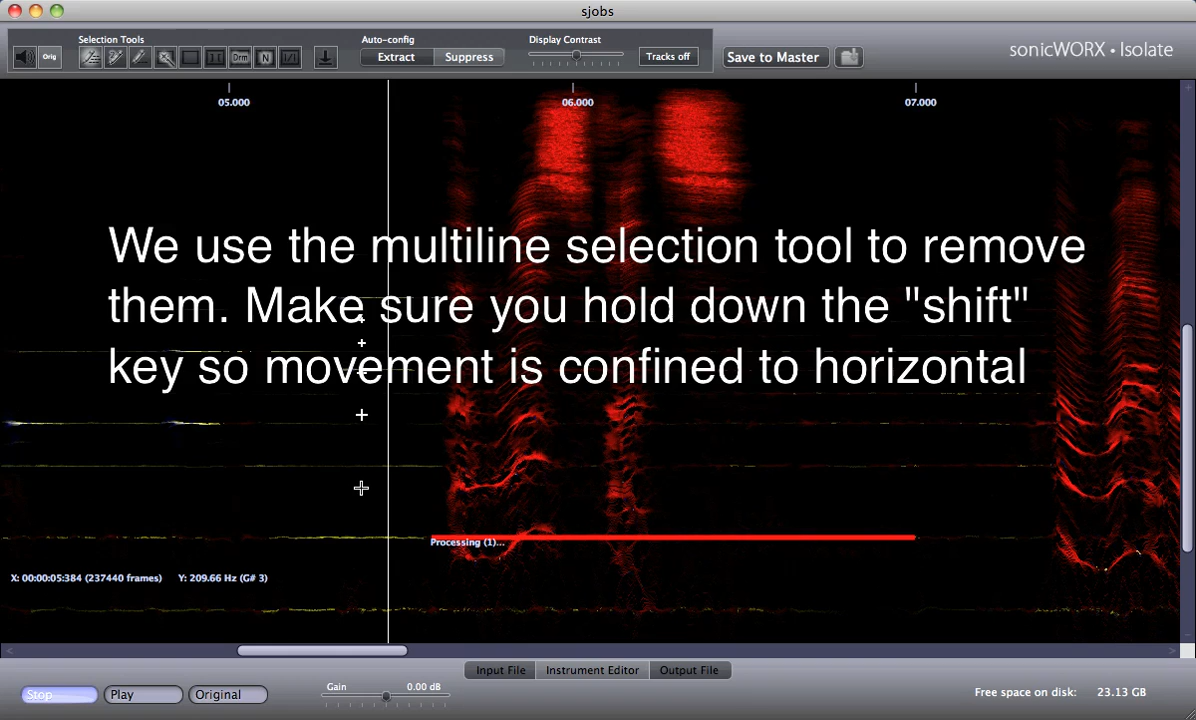 sjobs
Selection Tools
Orig
Drm
N
Auto-config
Extract
Suppress
Display Contrast
Tracks off
Save to Master
sonicWORX • Isolate
05.000
06.000
07.000
We use the multiline selection tool to remove
them. Make sure you hold down the "shift"
key so movement is confined to horizontal
Processing (1)...
X: 00:00:05:384 (237440 frames) Y: 209.66 Hz (G# 3)
Input File
Instrument Editor
Output File
Stop
Play
Original
Gain
0.00 dB
Free space on disk: 23.13 GB